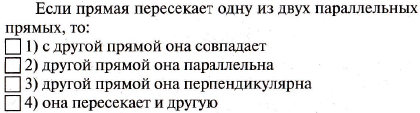 Если прямая пересекает одну из двух параллельных
прямых, то:
1) с другой прямой она совпадает
2) другой прямой она параллельна
3) другой прямой она перпендикулярна
4) она пересекает и другую